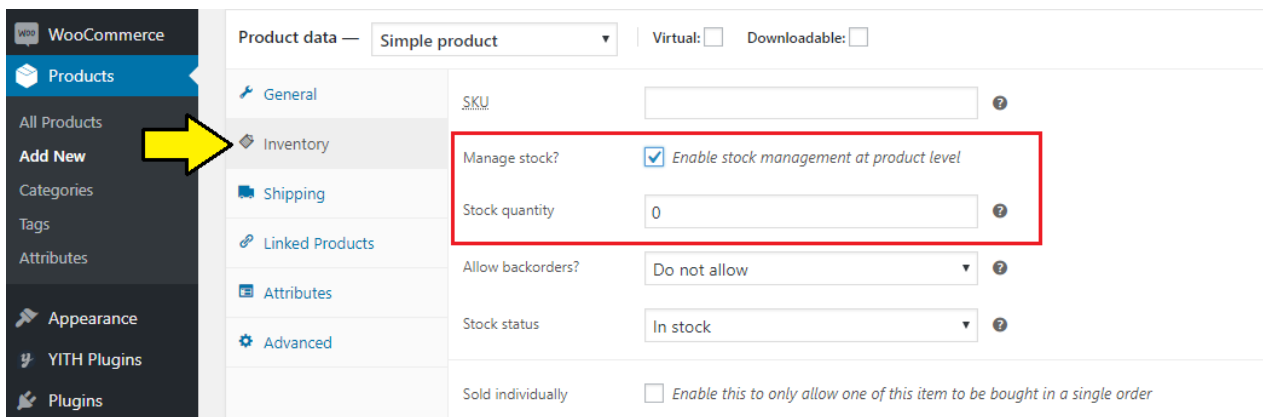 WOO WooCommerce
Products
All Products
Add New
Categories
Tags
Attributes
Appearance
YITH Plugins
Plugins
Product data — Simple product Virtual: Downloadable:
General
Inventory
Shipping
Linked Products
Attributes
Advanced
SKU ?
Manage stock? Enable stock management at product level
Stock quantity 0 ?
Allow backorders? Do not allow ?
Stock status In stock ?
Sold individually Enable this to only allow one of this item to be bought in a single order